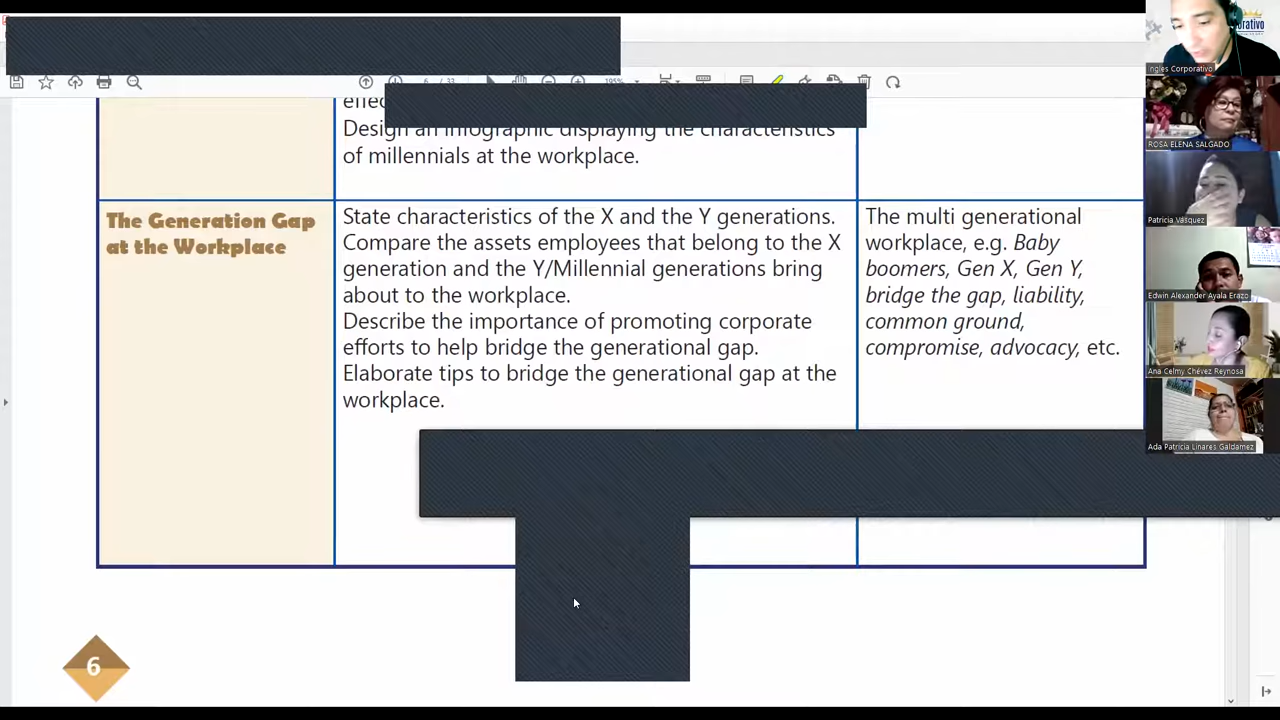 6 / 33
195%
Design an infographic displaying the characteristics
of millennials at the workplace.
The Generation Gap
at the Workplace
State characteristics of the X and the Y generations.
Compare the assets employees that belong to the X
generation and the Y/Millennial generations bring
about to the workplace.
Describe the importance of promoting corporate
efforts to help bridge the generational gap.
Elaborate tips to bridge the generational gap at the
workplace.
The multi generational
workplace, e.g. Baby
boomers, Gen X, Gen Y,
bridge the gap, liability,
common ground,
compromise, advocacy, etc.
6
Ingles Corporativo
ROSA ELENA SALGADO
Patricia Vásquez
Edwin Alexander Ayala Erazo
Ana Celmy Chévez Reynosa
Ada Patricia Linares Galdamez